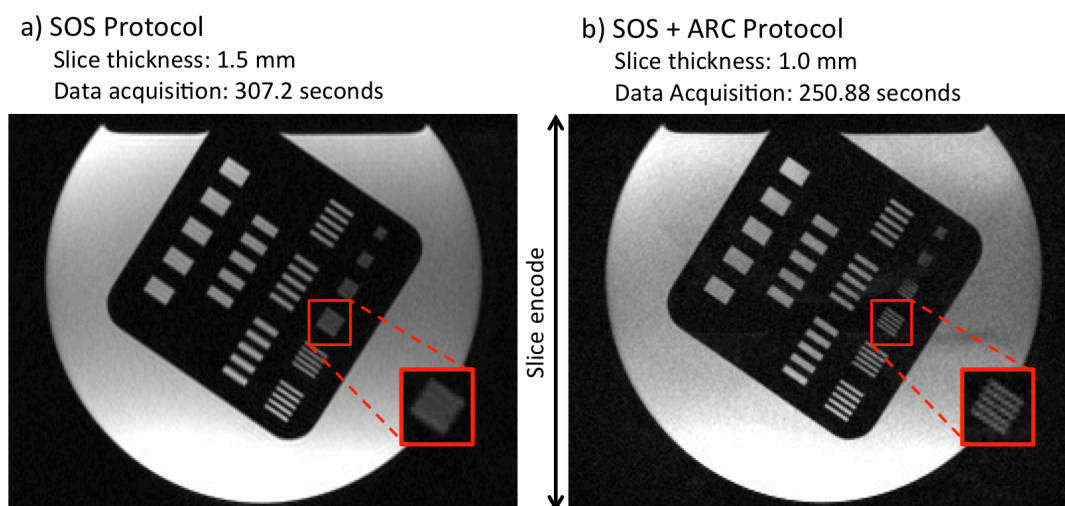 a) SOS Protocol
Slice thickness: 1.5 mm
Data acquisition: 307.2 seconds
b) SOS + ARC Protocol
Slice thickness: 1.0 mm
Data Acquisition: 250.88 seconds
Slice encode